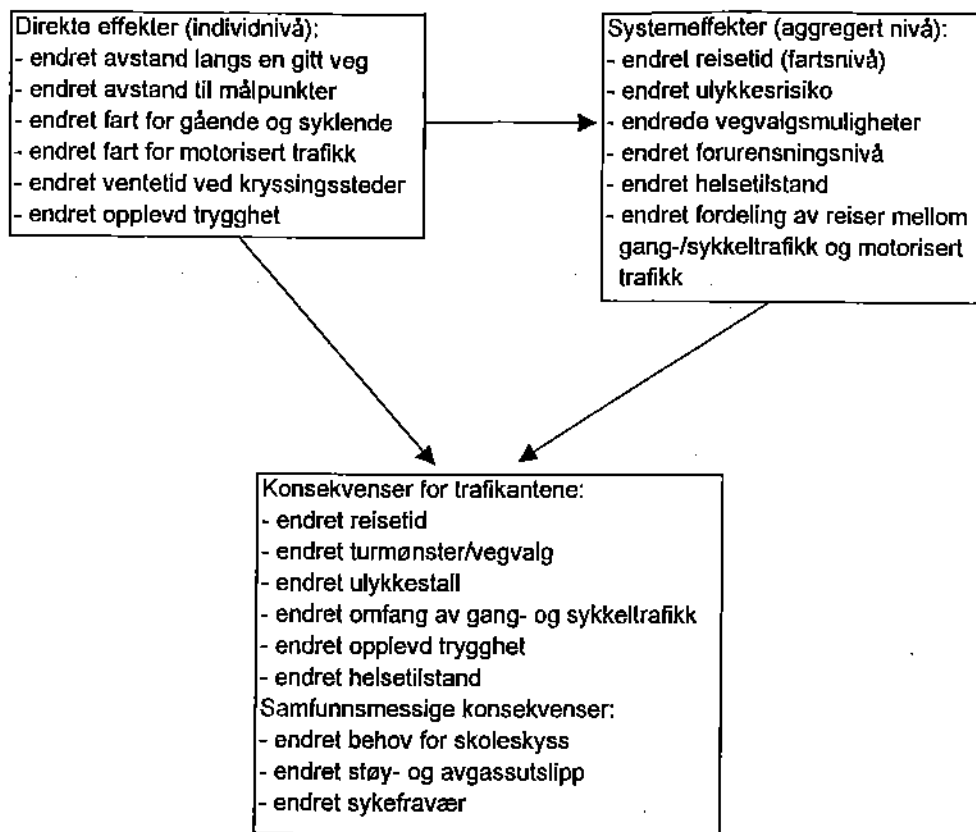 Direkte effekter (individnivå):
- endret avstand langs en gitt veg
- endret avstand til målpunkter
- endret fart for gående og syklende
- endret fart for motorisert trafikk
- endret ventetid ved kryssingssteder
- endret opplevd trygghet
Systemeffekter (aggregert nivå):
- endret reisetid (fartsnivå)
- endret ulykkesrisiko
- endrede vegvalgsmuligheter
- endret forurensningsnivå
- endret helsetilstand
- endret fordeling av reiser mellom
gang-/sykkeltrafikk og motorisert
trafikk
Konsekvenser for trafikantene:
- endret reisetid
- endret turmønster/vegvalg
- endret ulykkestall
- endret omfang av gang- og sykkeltrafikk
- endret opplevd trygghet
- endret helsetilstand
Samfunnsmessige konsekvenser:
- endret behov for skoleskyss
- endret støy- og avgassutslipp
- endret sykefravær